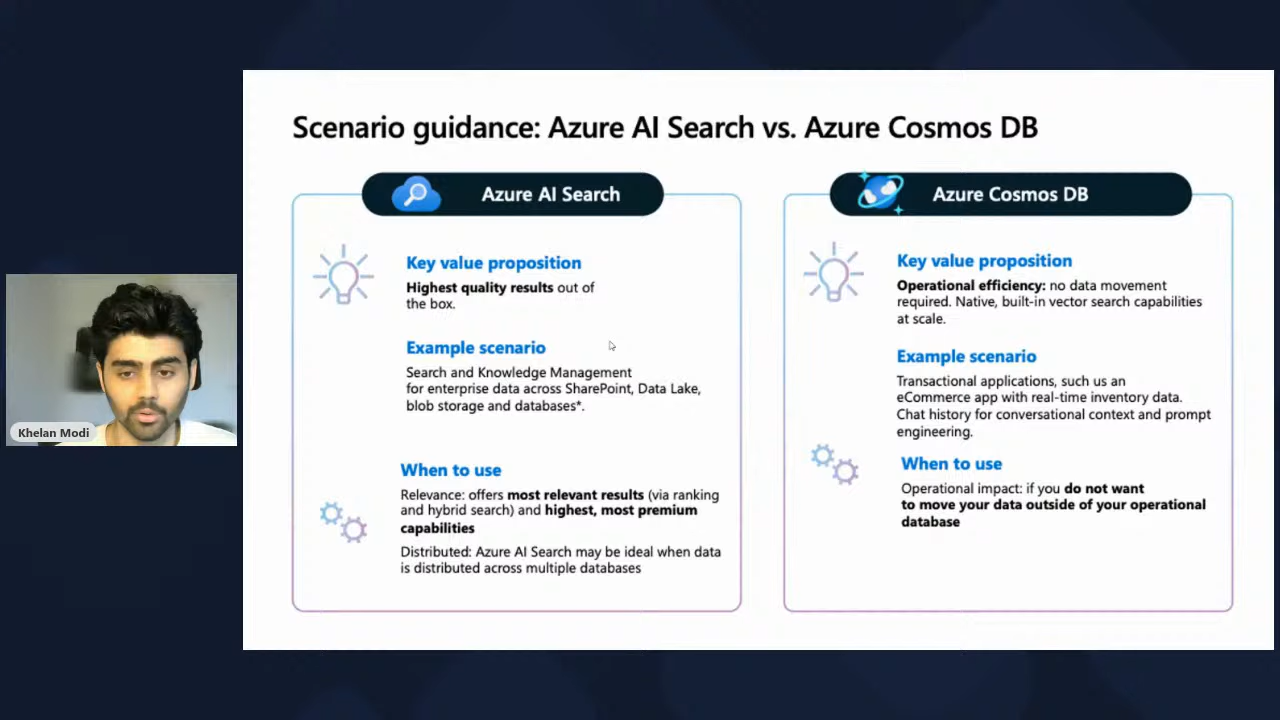 Scenario guidance: Azure AI Search vs. Azure Cosmos DB
Azure AI Search
Key value proposition
Highest quality results out of
the box.
Example scenario
Search and Knowledge Management
for enterprise data across SharePoint, Data Lake,
blob storage and databases*.
When to use
Relevance: offers most relevant results (via ranking
and hybrid search) and highest, most premium
capabilities
Distributed: Azure AI Search may be ideal when data
is distributed across multiple databases
Azure Cosmos DB
Key value proposition
Operational efficiency: no data movement
required. Native, built-in vector search capabilities
at scale.
Example scenario
Transactional applications, such us an
eCommerce app with real-time inventory data.
Chat history for conversational context and prompt
engineering.
When to use
Operational impact: if you do not want
to move your data outside of your operational
database
Khelan Modi